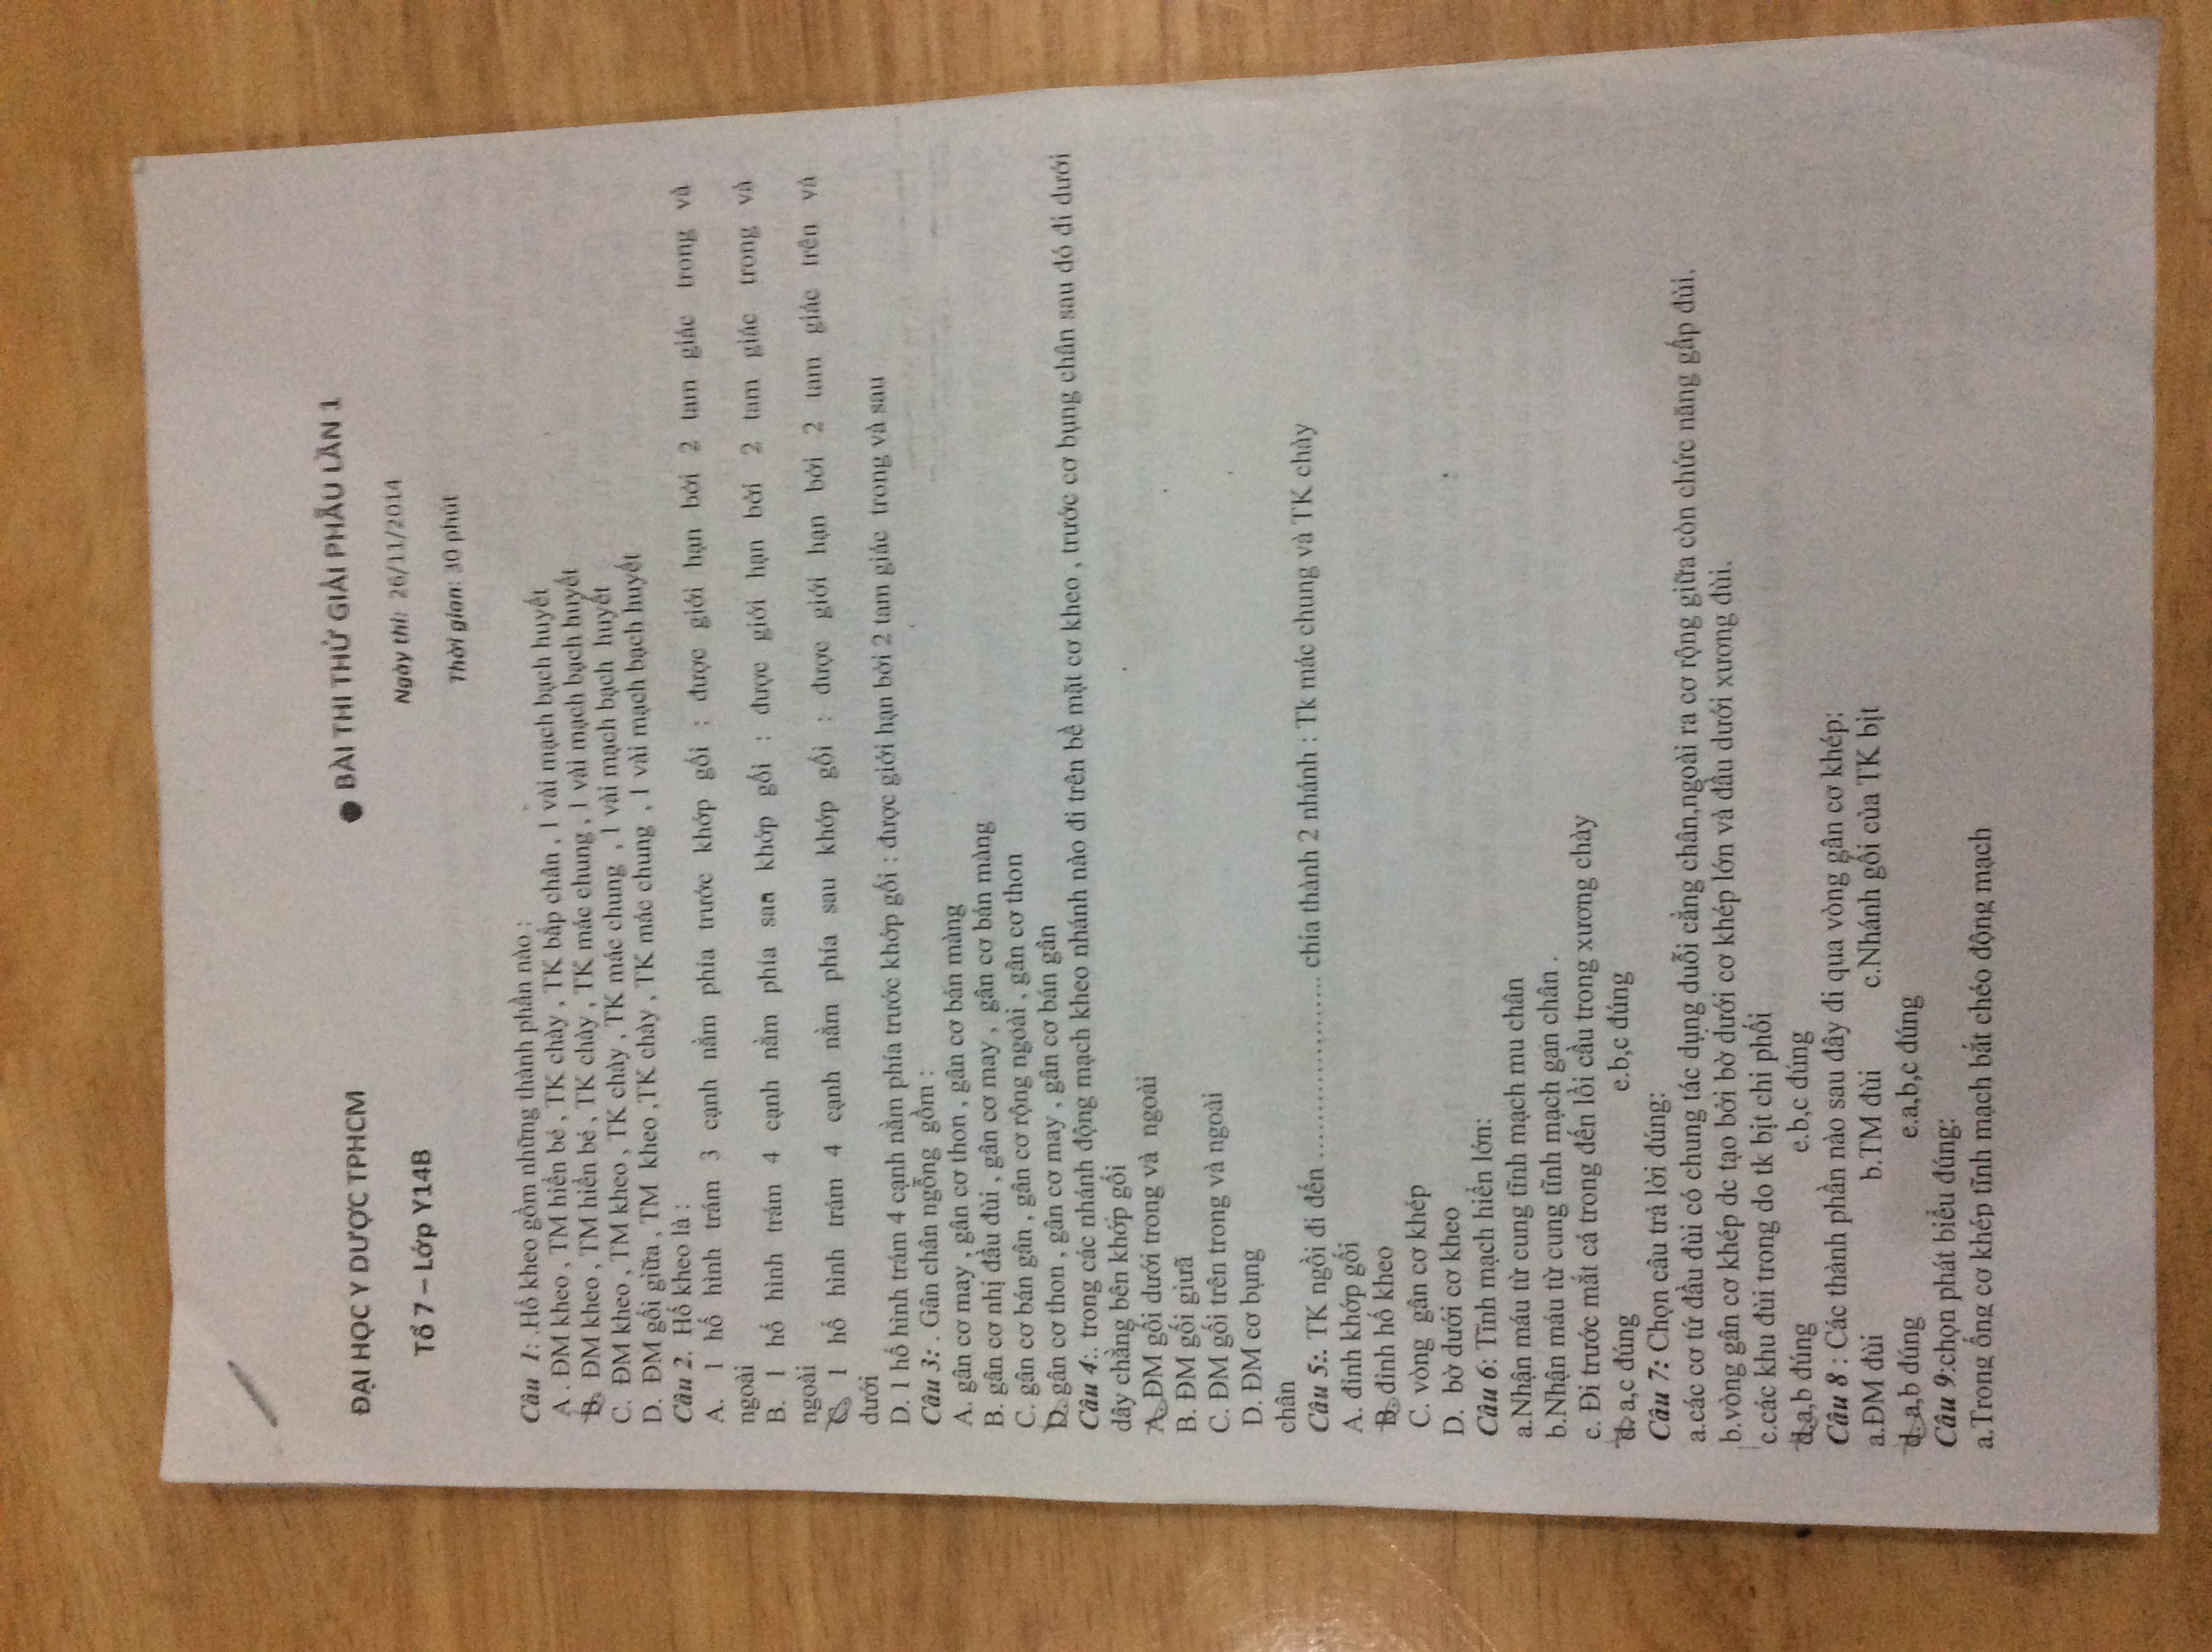 ĐẠI HỌC Y DƯỢC TPHCM
BÀI THI THỬ GIẢI PHẪU LẦN 1
Ngày thi: 26/11/2014
Tổ 7 – Lớp Y14B
Thời gian: 30 phút
Câu 1: .Hố kheo gồm những thành phần nào :
A . ĐM kheo , TM hiển bé , TK chày , TK bắp chân , 1 vài mạch bạch huyết
B. ĐM kheo , TM hiển bé , TK chày , TK mác chung , 1 vài mạch bạch huyết
C. ĐM kheo , TM kheo , TK chày , TK mác chung , 1 vài mạch bạch huyết
D. ĐM gối giữa , TM kheo ,TK chày , TK mác chung , 1 vài mạch bạch huyết
Câu 2. Hố kheo là :
A. 1 hố hình trám 3 cạnh nằm phía trước khớp gối : được giới hạn bởi 2 tam giác trong và
ngoài
B. 1 hố hình trám 4 cạnh nằm phía sau khớp gối : được giới hạn bởi 2 tam giác trong và
ngoài
C. 1 hố hình trám 4 cạnh nằm phía sau khớp gối : được giới hạn bởi 2 tam giác trên và
dưới
D. 1 hố hình trám 4 cạnh nằm phía trước khớp gối : được giới hạn bởi 2 tam giác trong và sau
Câu 3: . Gân chân ngỗng gồm :
A. gân cơ may , gân cơ thon , gân cơ bán màng
B. gân cơ nhị đầu đùi , gân cơ may , gân cơ bán màng
C. gân cơ bán gân , gân cơ rộng ngoài , gân cơ thon
D. gân cơ thon , gân cơ may , gân cơ bán gân
Câu 4:. trong các nhánh động mạch kheo nhánh nào đi trên bề mặt cơ kheo , trước cơ bụng chân sau đó đi dưới
dây chằng bên khớp gối
A. ĐM gối dưới trong và ngoài
B. ĐM gối giưã
C. ĐM gối trên trong và ngoài
D. ĐM cơ bụng
chân
Câu 5:. TK ngồi đi đến .................... chia thành 2 nhánh : Tk mác chung và TK chày
A. đỉnh khớp gối
B. đỉnh hố kheo
C. vòng gân cơ khép
D. bờ dưới cơ kheo
Câu 6: Tĩnh mạch hiển lớn:
a.Nhận máu từ cung tĩnh mạch mu chân
b.Nhận máu từ cung tĩnh mạch gan chân .
c. Đi trước mắt cá trong đến lồi cầu trong xương chày
d. a,c đúng e.b,c đúng
Câu 7: Chọn câu trả lời đúng:
a.các cơ tứ đầu đùi có chung tác dụng duỗi cẳng chân,ngoài ra cơ rộng giữa còn chức năng gấp đùi.
b.vòng gân cơ khép dc tạo bởi bờ dưới cơ khép lớn và đầu dưới xương đùi.
c.các khu đùi trong do tk bịt chi phối
d.a,b đúng e.b,c đúng
Câu 8 : Các thành phần nào sau đây đi qua vòng gân cơ khép:
a.ĐM đùi b.TM đùi c.Nhánh gối của TK bịt
d. a,b đúng e.a,b,c đúng
Câu 9:chọn phát biểu đúng:
a.Trong ống cơ khép tĩnh mạch bắt chéo động mạch